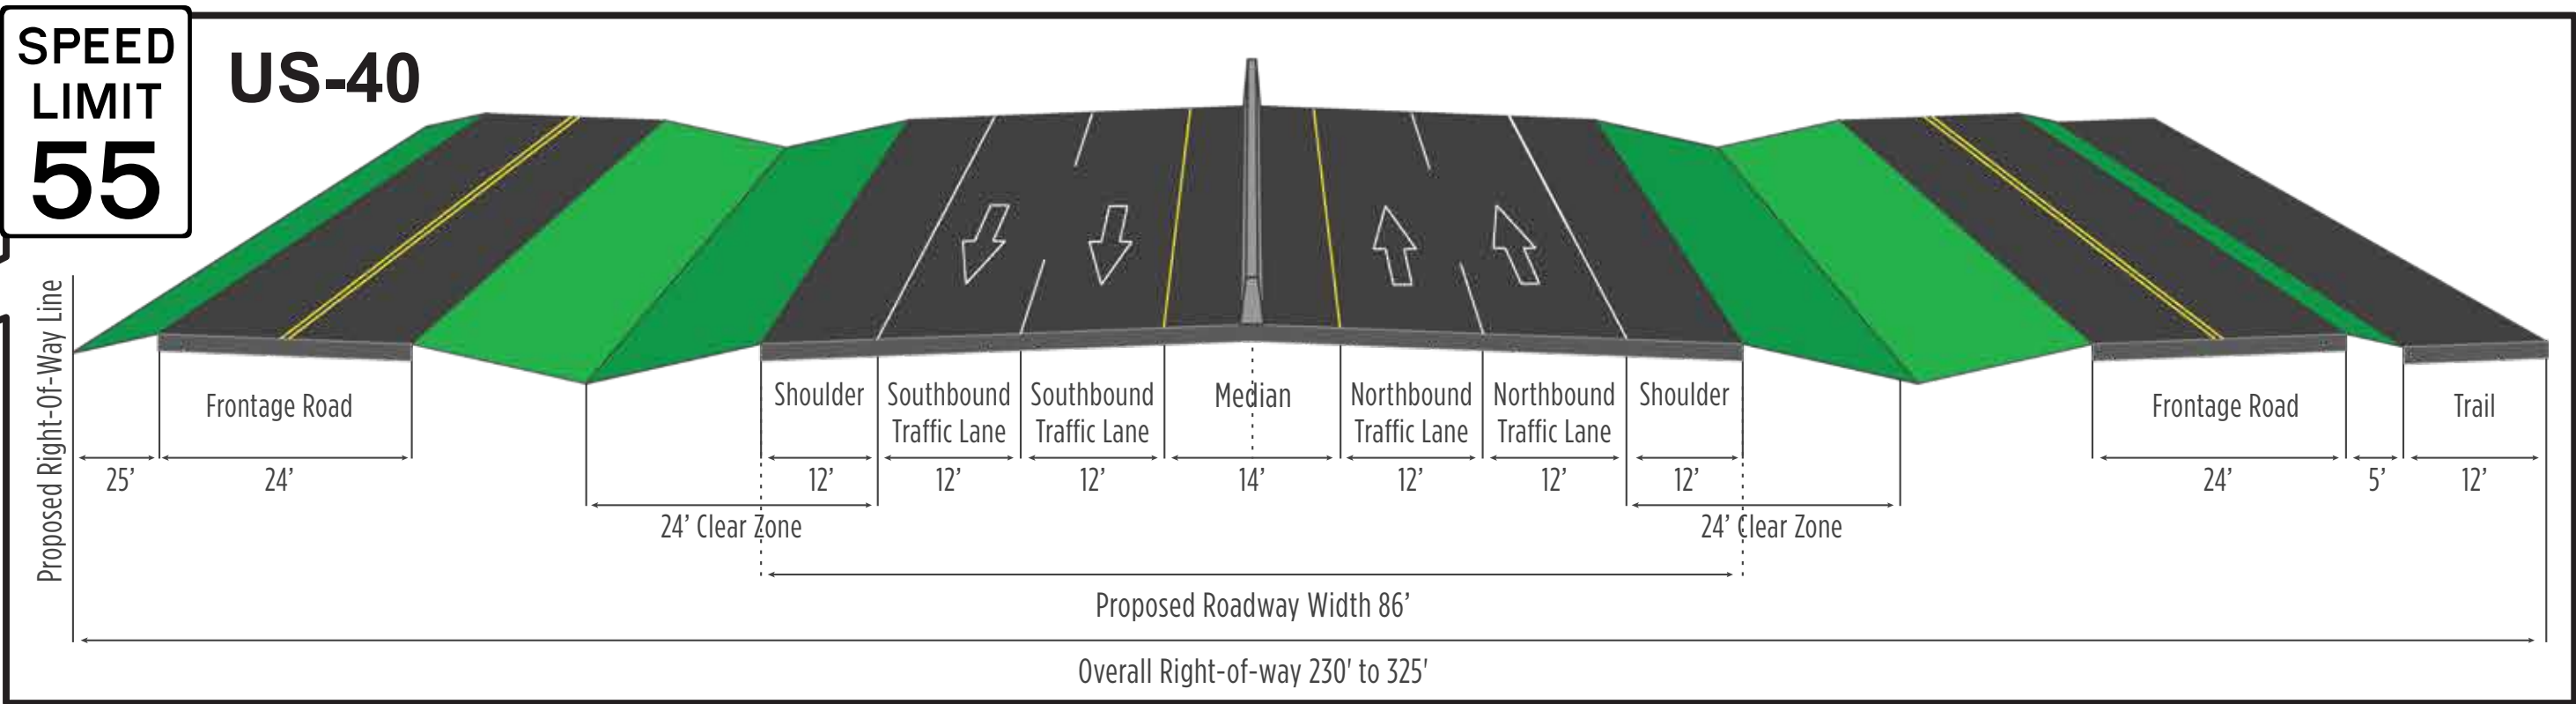 SPEED
LIMIT
55
US-40
Proposed Right-Of-Way Line
Frontage Road
Shoulder
Southbound
Traffic Lane
Southbound
Traffic Lane
Median
Northbound
Traffic Lane
Northbound
Traffic Lane
Shoulder
Frontage Road
Trail
25’
24’
12’
12’
12’
14’
12’
12’
12’
24’
5’
12’
24’ Clear Zone
24’ Clear Zone
Proposed Roadway Width 86’
Overall Right-of-way 230' to 325'